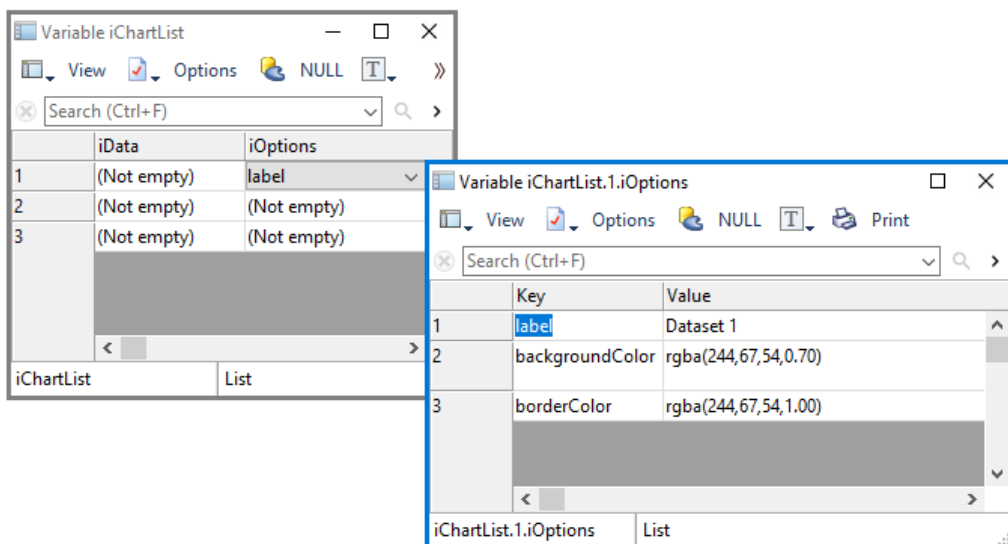 Variable iChartList
View Options NULL T
Search (Ctrl+F)
iData iOptions
1 (Not empty) label
2 (Not empty) (Not empty)
3 (Not empty) (Not empty)
iChartList List
Variable iChartList.1.iOptions
View Options NULL T Print
Search (Ctrl+F)
Key Value
1 label Dataset 1
2 backgroundColor rgba(244,67,54,0.70)
3 borderColor rgba(244,67,54,1.00)
iChartList.1.iOptions List